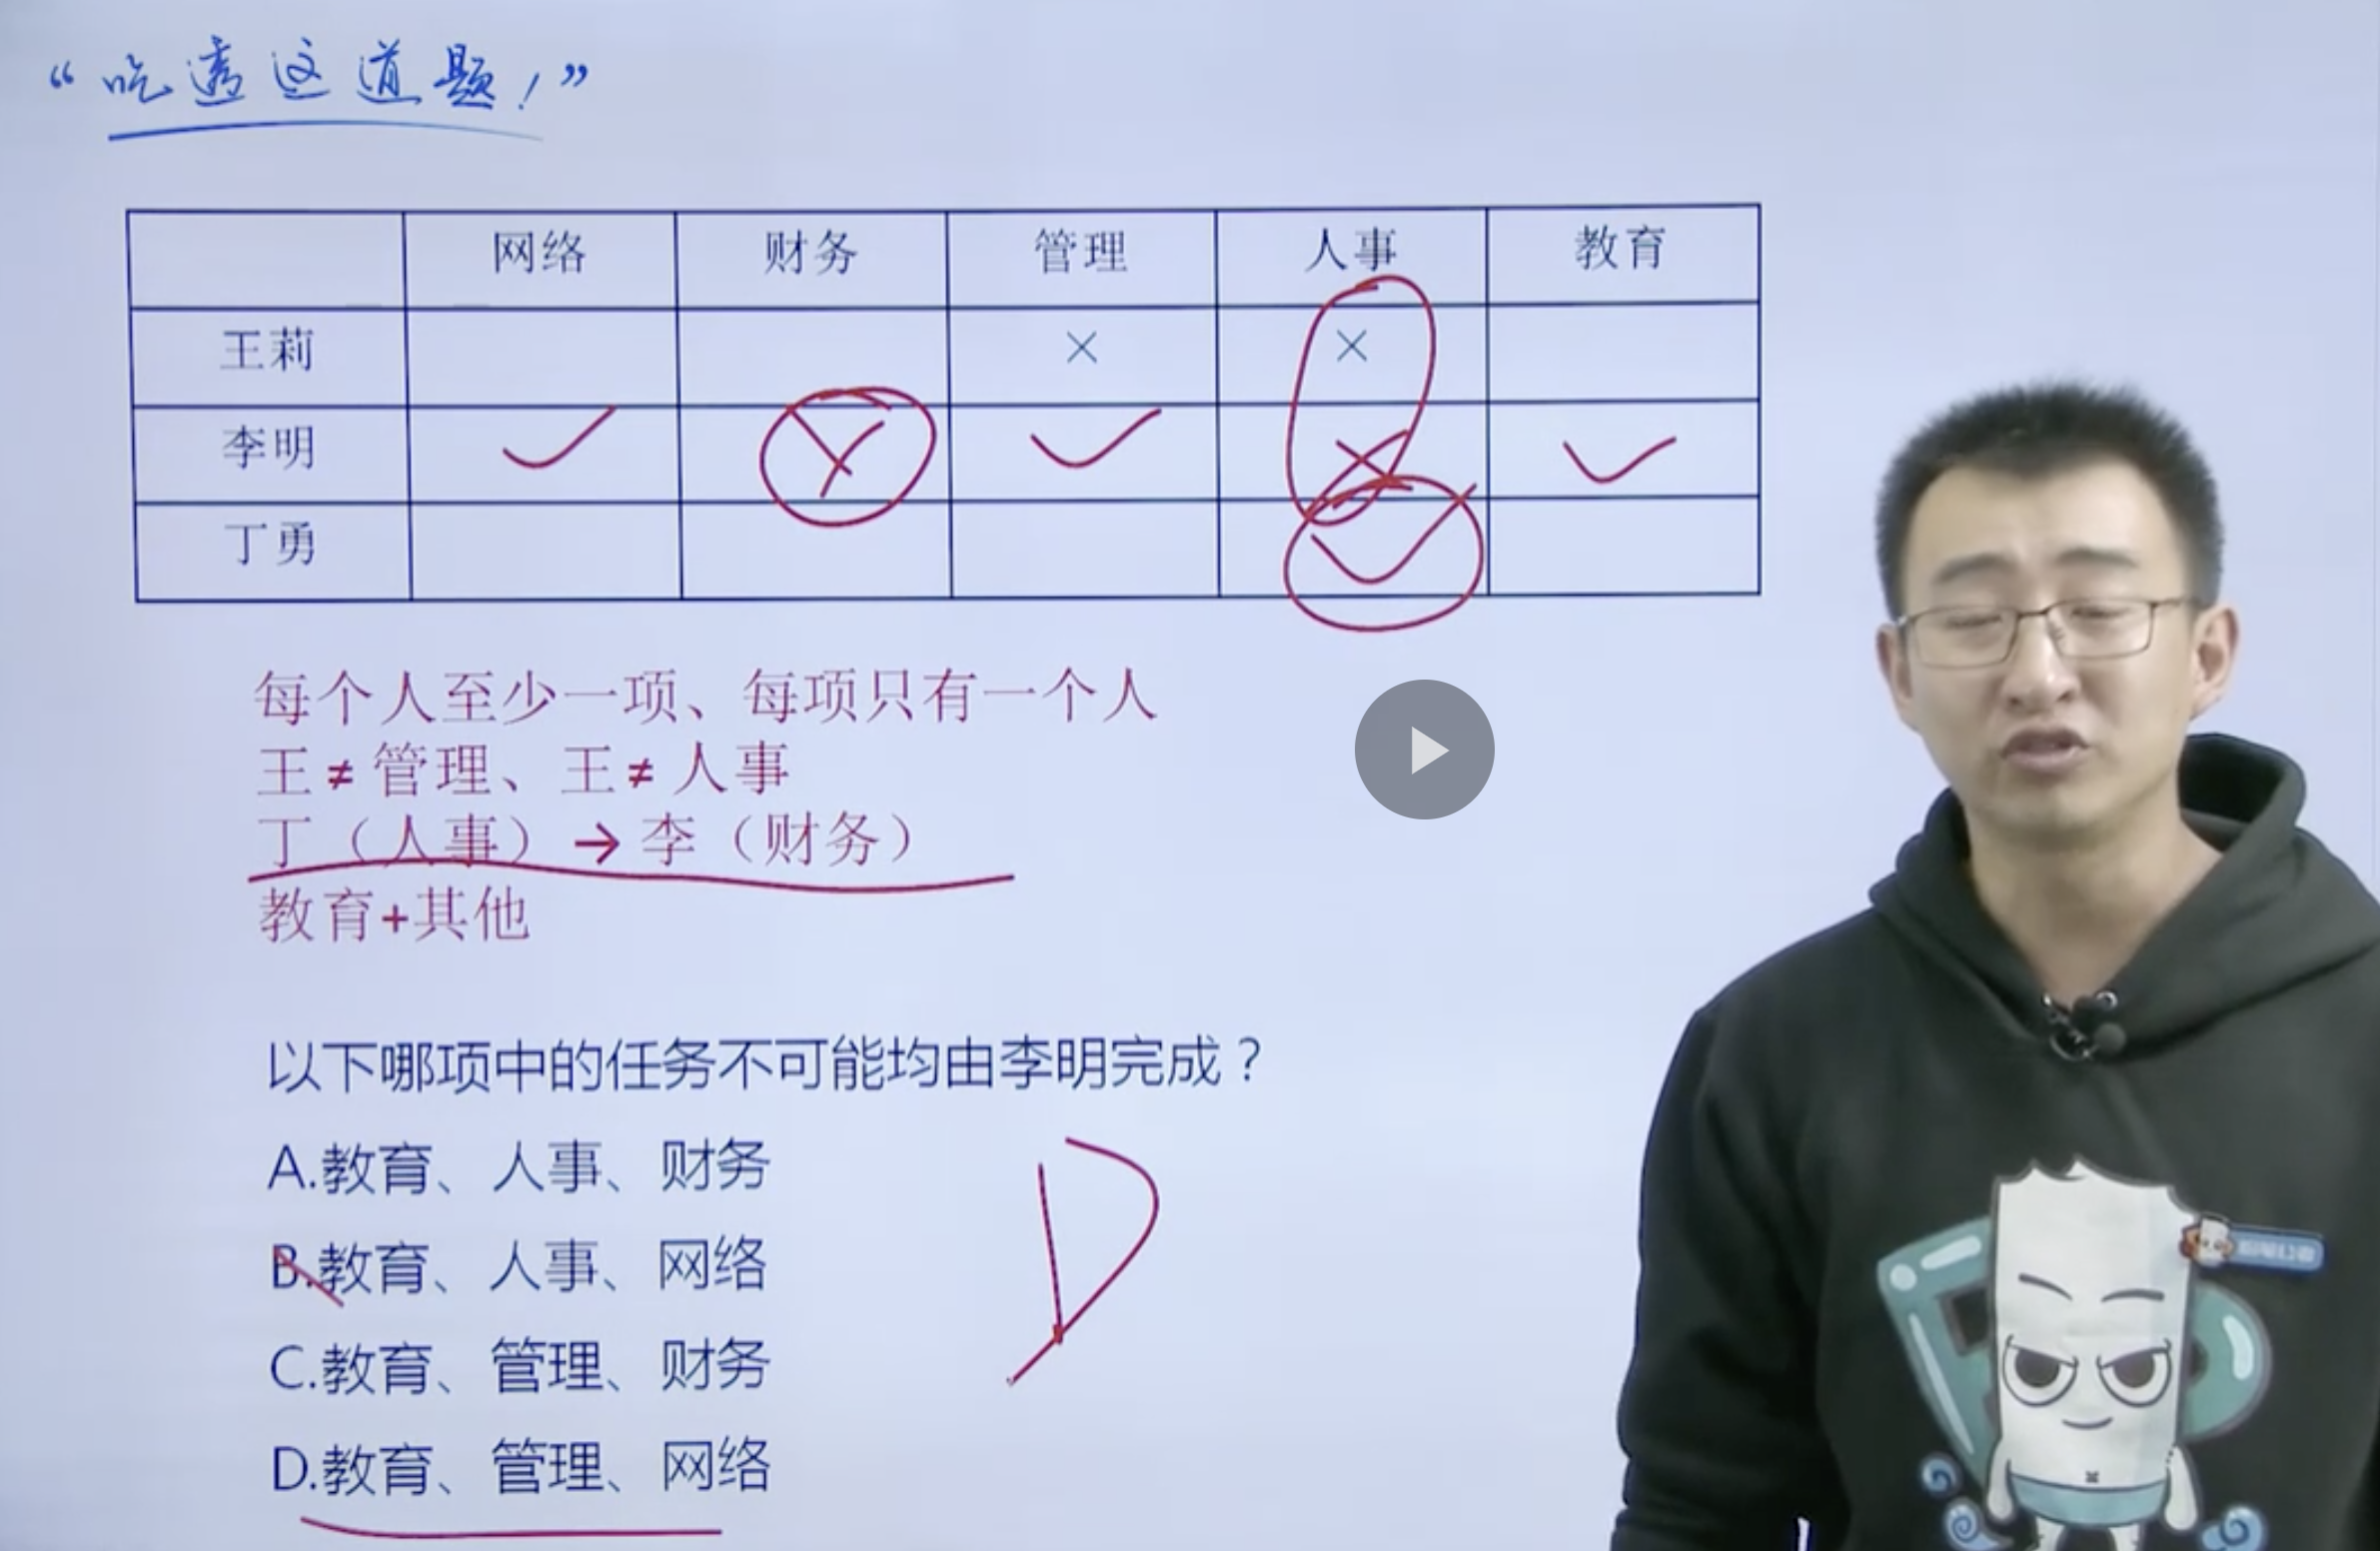 “吃透这道题!”
网络 财务 管理 人事 教育
王莉 × ×
李明 ✓ × ✓ × ✓
丁勇 ✓
每个人至少一项、每项只有一个人
王≠管理、王≠人事
丁（人事）→李（财务）
教育+其他
以下哪项中的任务不可能均由李明完成？
A.教育、人事、财务
B.教育、人事、网络
C.教育、管理、财务
D.教育、管理、网络
D